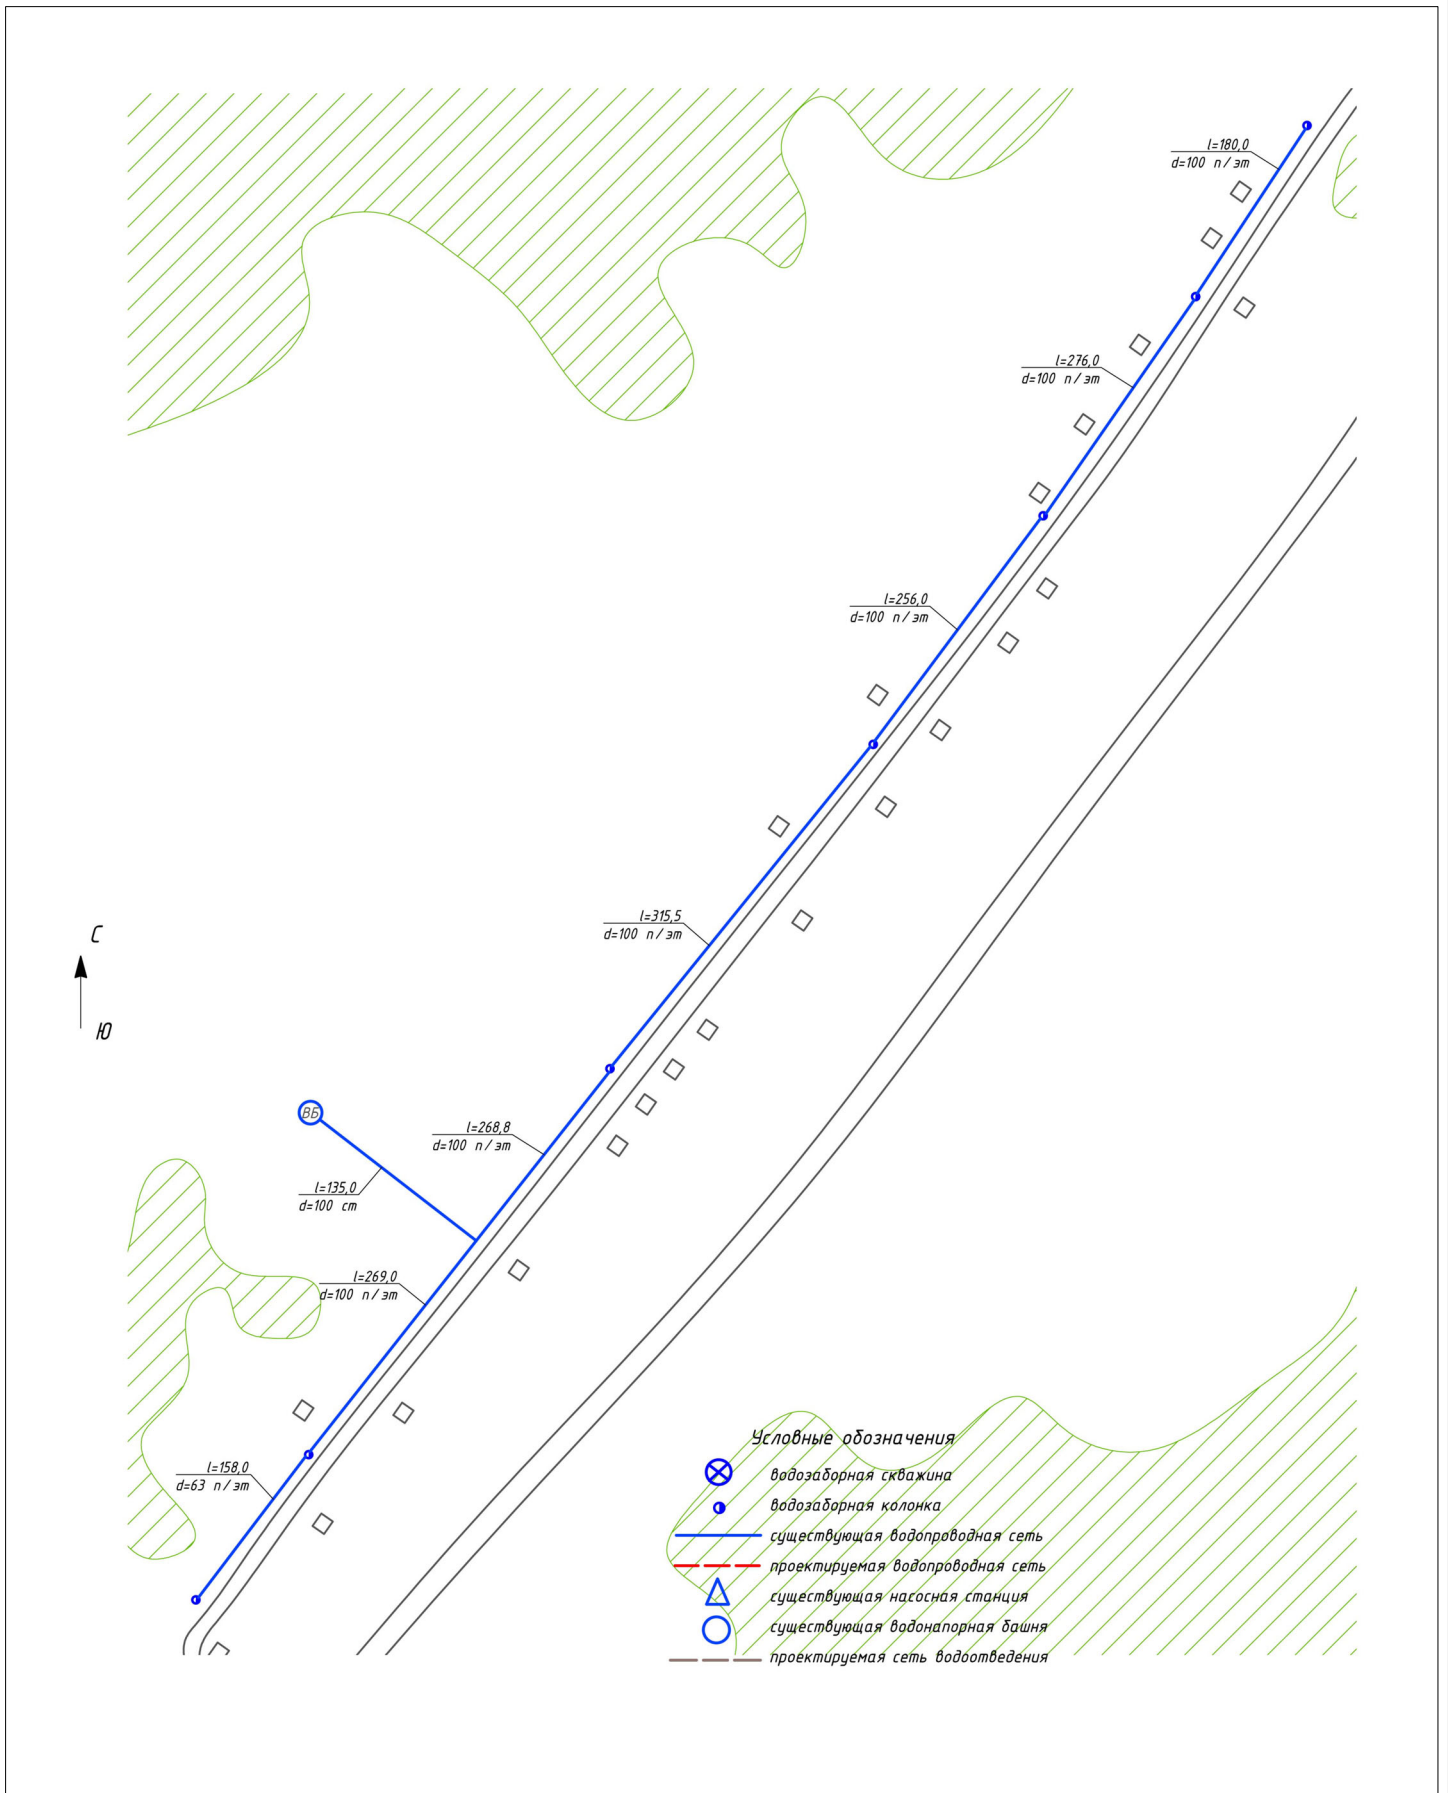 l=180,0
d=100 п/эт
l=276,0
d=100 п/эт
l=256,0
d=100 п/эт
l=315,5
d=100 п/эт
С
Ю
ВБ
l=268,8
d=100 п/эт
l=135,0
d=100 ст
l=269,0
d=100 п/эт
l=158,0
d=63 п/эт
Условные обозначения
водозаборная скважина
водозаборная колонка
существующая водопроводная сеть
проектируемая водопроводная сеть
существующая насосная станция
существующая водонапорная башня
проектируемая сеть водоотведения